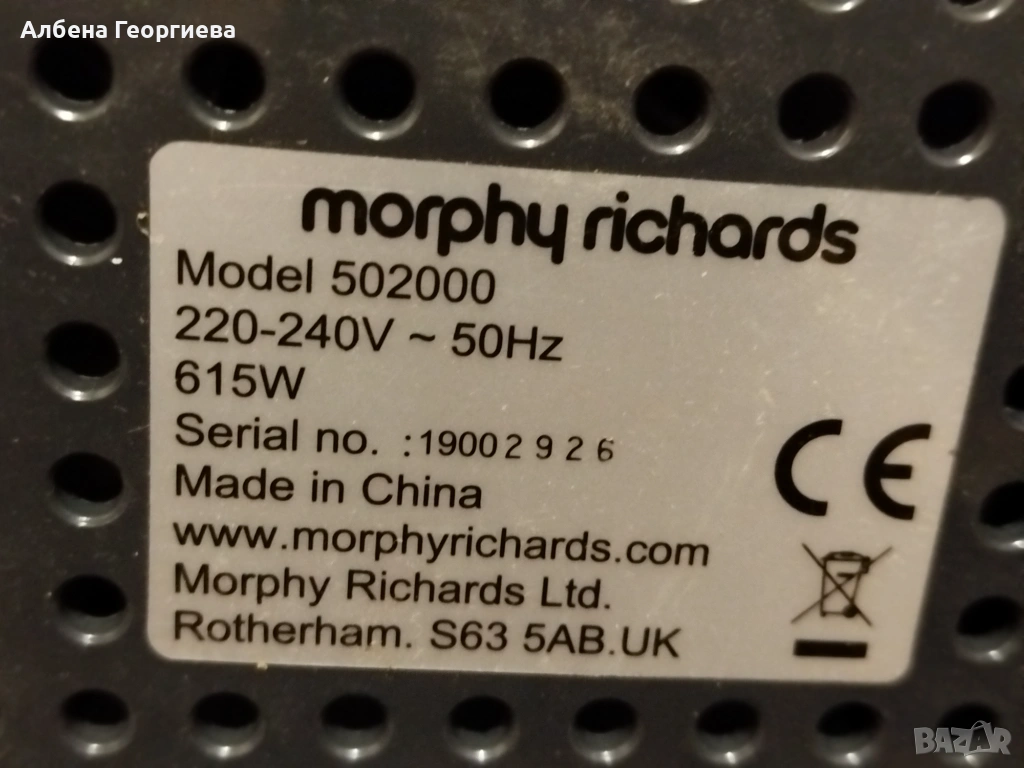 Албена Георгиева
morphy richards
Model 502000
220-240V ~ 50Hz
615W
Serial no. :19002926
Made in China
www.morphyrichards.com
Morphy Richards Ltd.
Rotherham. S63 5AB.UK
CE
BAZAR